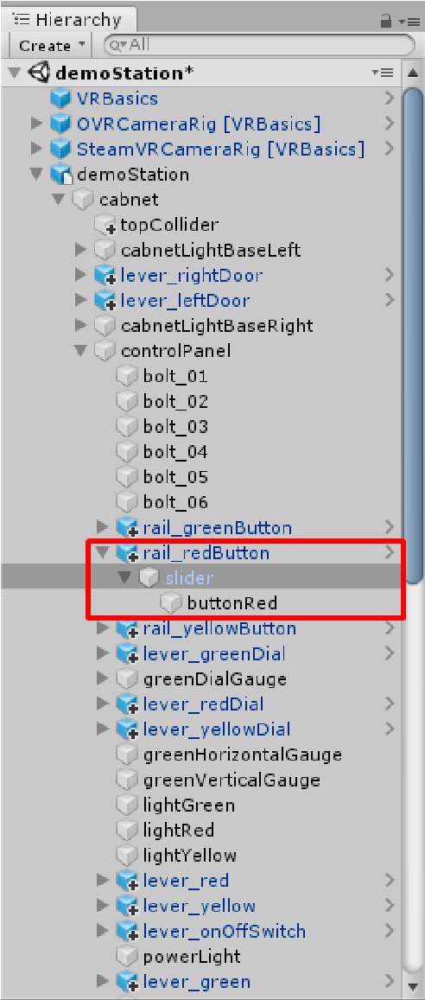 Hierarchy
Create All
demoStation*
VRBasics
OVRCameraRig [VRBasics]
SteamVRCameraRig [VRBasics]
demoStation
cabnet
topCollider
cabnetLightBaseLeft
lever_rightDoor
lever_leftDoor
cabnetLightBaseRight
controlPanel
bolt_01
bolt_02
bolt_03
bolt_04
bolt_05
bolt_06
rail_greenButton
rail_redButton
slider
buttonRed
rail_yellowButton
lever_greenDial
greenDialGauge
lever_redDial
lever_yellowDial
greenHorizontalGauge
greenVerticalGauge
lightGreen
lightRed
lightYellow
lever_red
lever_yellow
lever_onOffSwitch
powerLight
lever_green